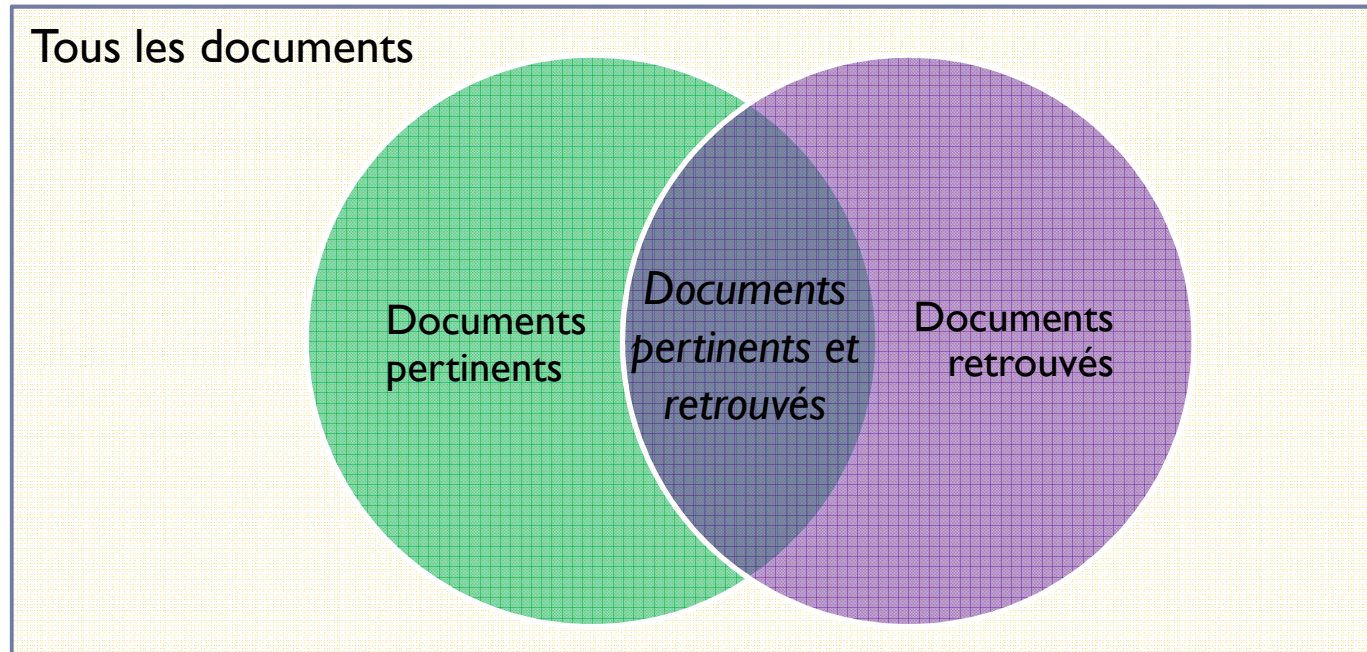 Tous les documents
Documents
pertinents
Documents
pertinents et
retrouvés
Documents
retrouvés